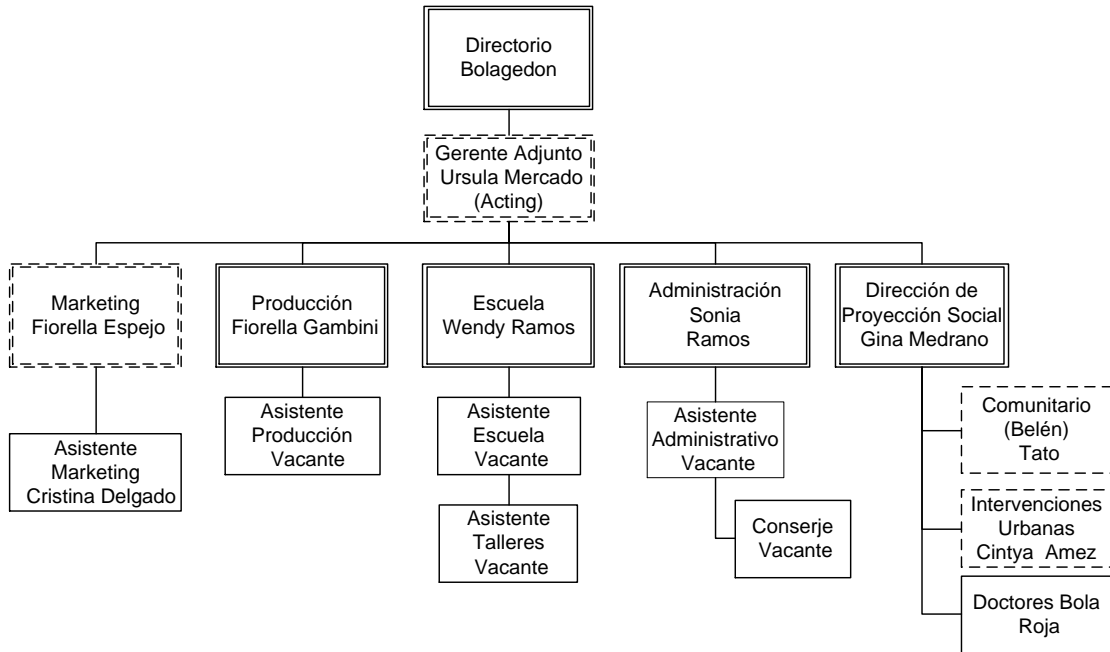 Directorio
Bolagedon
Gerente Adjunto
Ursula Mercado
(Acting)
Marketing
Fiorella Espejo
Producción
Fiorella Gambini
Escuela
Wendy Ramos
Administración
Sonia
Ramos
Dirección de
Proyección Social
Gina Medrano
Asistente
Marketing
Cristina Delgado
Asistente
Producción
Vacante
Asistente
Escuela
Vacante
Asistente
Talleres
Vacante
Asistente
Administrativo
Vacante
Conserje
Vacante
Comunitario
(Belén)
Tato
Intervenciones
Urbanas
Cintya Amez
Doctores Bola
Roja